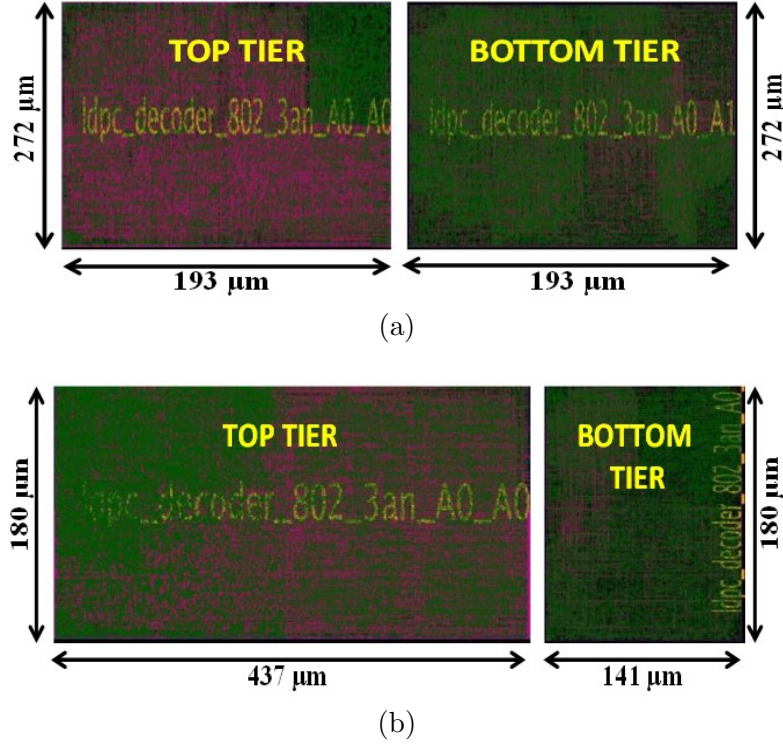 TOP TIER
BOTTOM TIER
ldpc_decoder_802_3an_A0_A0
ldpc_decoder_802_3an_A0_A1
272 μm
272 μm
193 μm
193 μm
(a)
TOP TIER
BOTTOM
TIER
ldpc_decoder_802_3an_A0_A0
ldpc_decoder_802_3an_A0
180 μm
180 μm
437 μm
141 μm
(b)